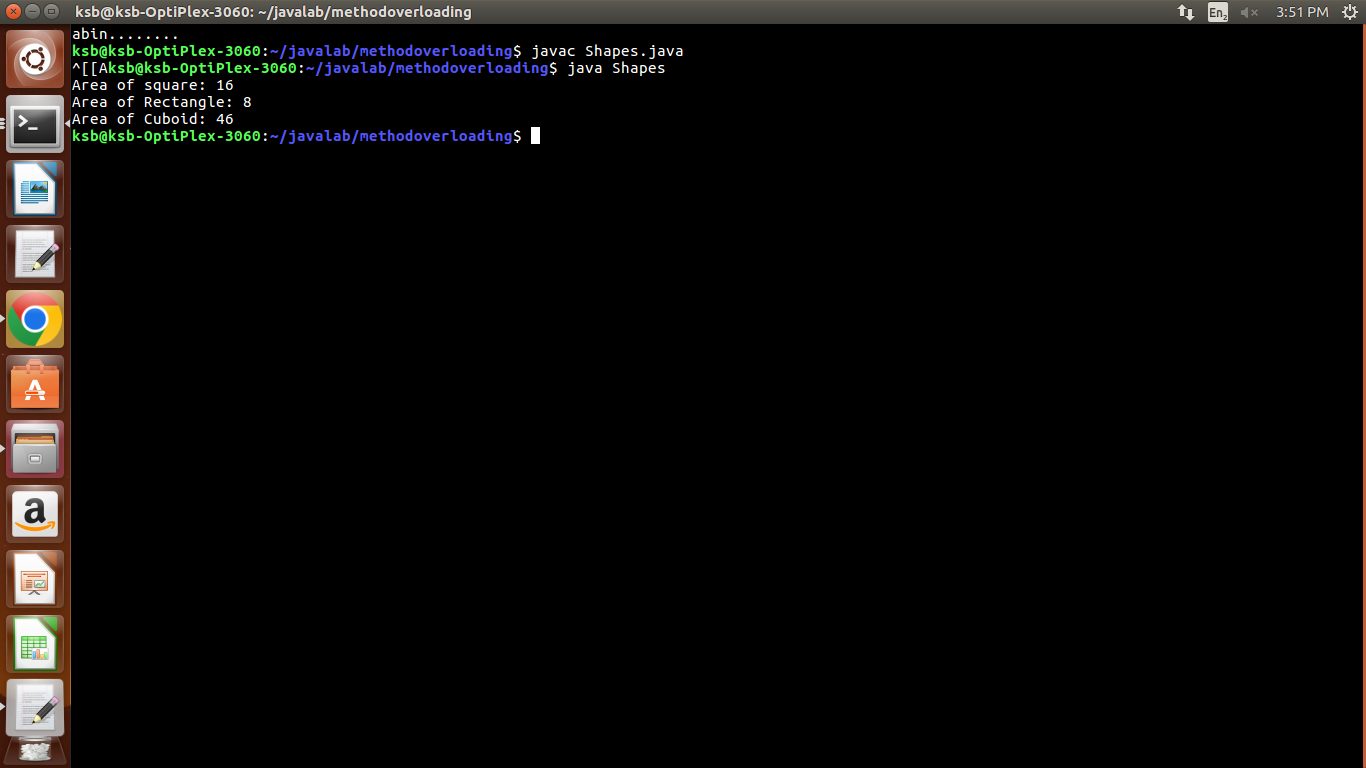 ksb@ksb-OptiPlex-3060: ~/javalab/methodoverloading
En2 3:51 PM
abin........
ksb@ksb-OptiPlex-3060:~/javalab/methodoverloading$ javac Shapes.java
^[[Aksb@ksb-OptiPlex-3060:~/javalab/methodoverloading$ java Shapes
Area of square: 16
Area of Rectangle: 8
Area of Cuboid: 46
ksb@ksb-OptiPlex-3060:~/javalab/methodoverloading$